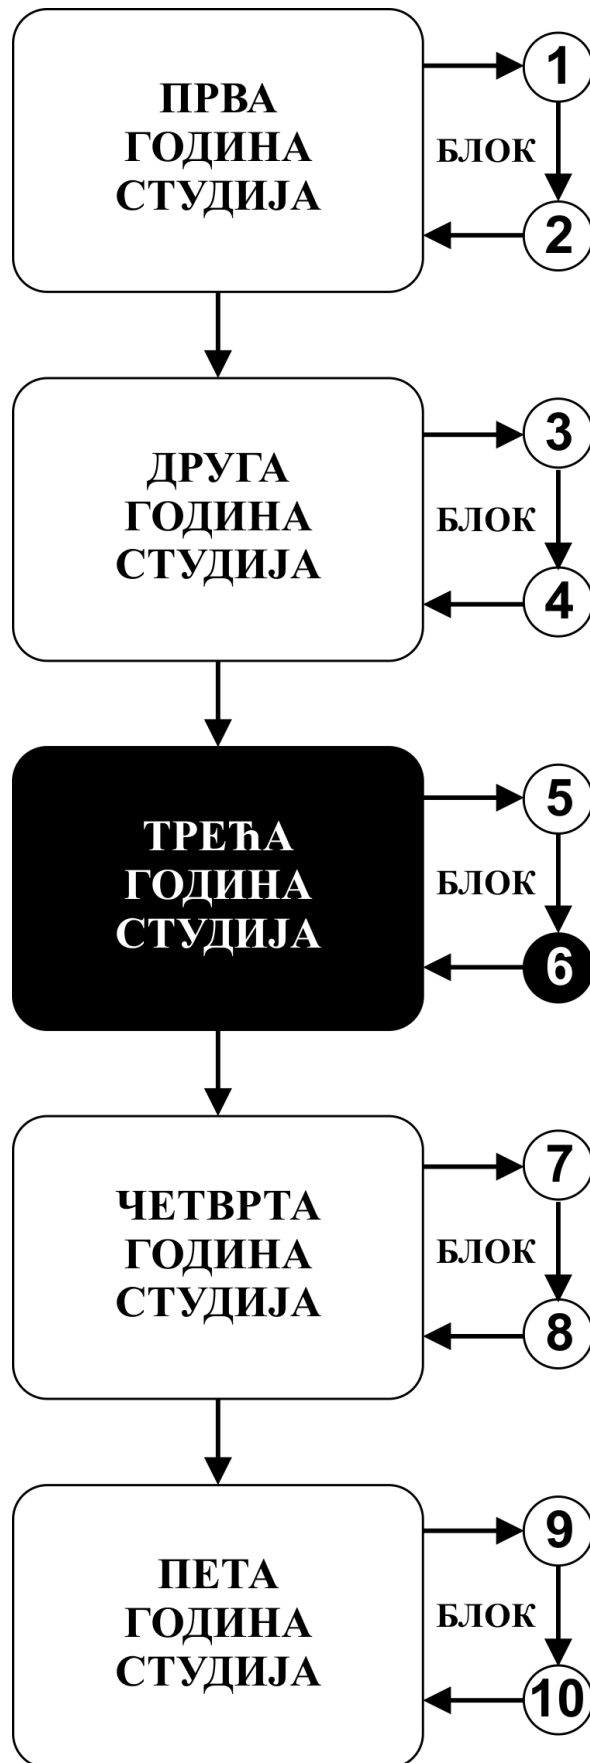 ПРВА
ГОДИНА
СТУДИЈА
1
БЛОК
2
ДРУГА
ГОДИНА
СТУДИЈА
3
БЛОК
4
ТРЕЋА
ГОДИНА
СТУДИЈА
5
БЛОК
6
ЧЕТВРТА
ГОДИНА
СТУДИЈА
7
БЛОК
8
ПЕТА
ГОДИНА
СТУДИЈА
9
БЛОК
10